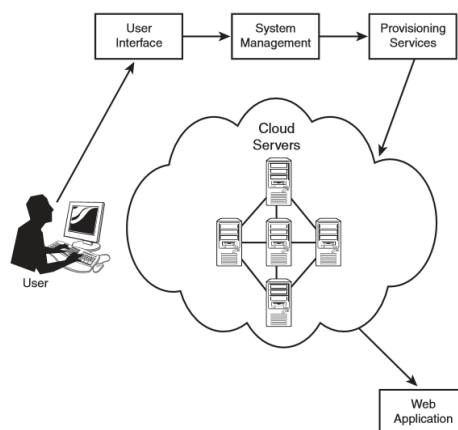 User
Interface
System
Management
Provisioning
Services
Cloud
Servers
User
Web
Application